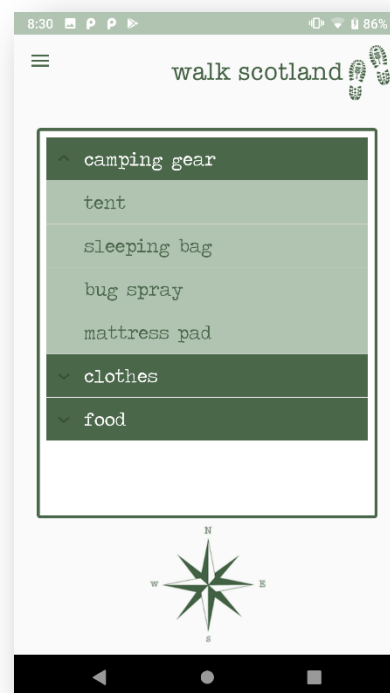 8:30
86%
walk scotland
camping gear
tent
sleeping bag
bug spray
mattress pad
clothes
food
N
W E
S